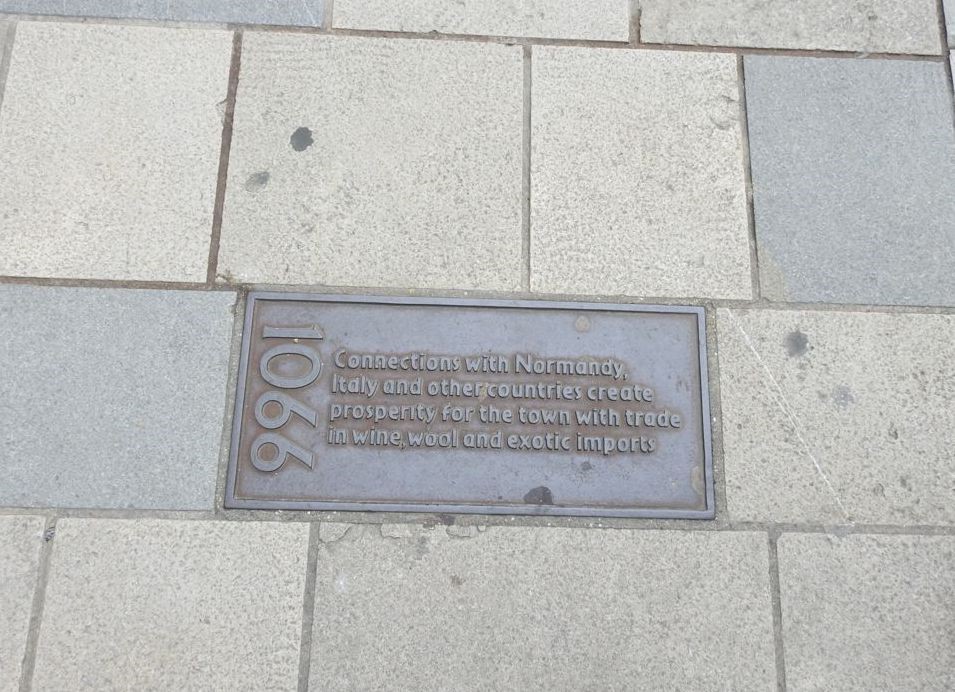 1066
Connections with Normandy,
Italy and other countries create
prosperity for the town with trade
in wine, wool and exotic imports